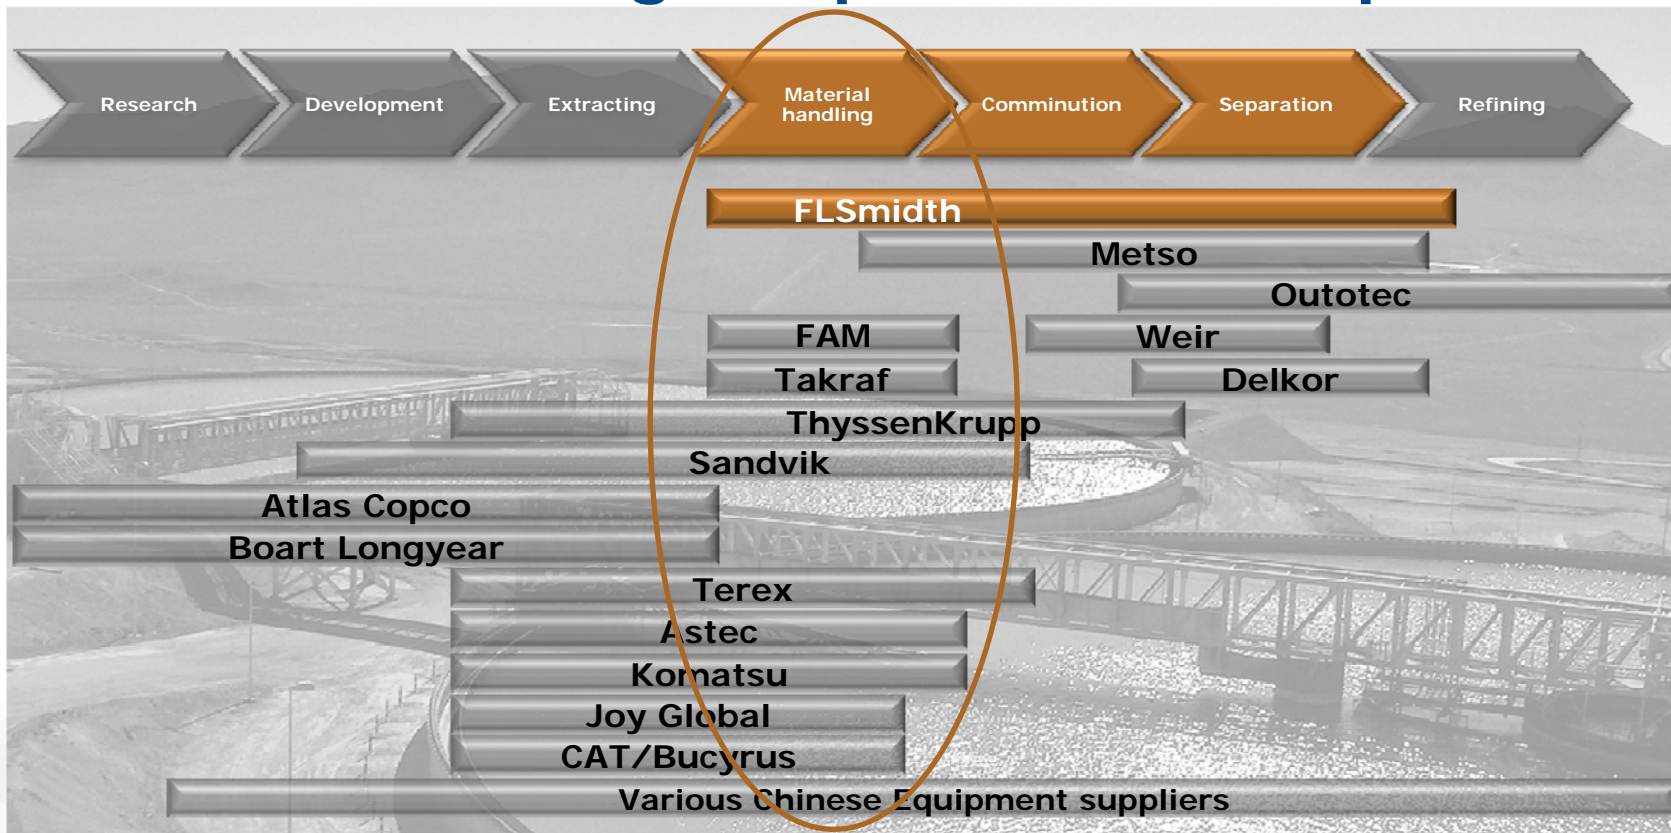 Research
Development
Extracting
Material
handling
Comminution
Separation
Refining
FLSmidth
Metso
Outotec
FAM
Weir
Takraf
Delkor
ThyssenKrupp
Sandvik
Atlas Copco
Boart Longyear
Terex
Astec
Komatsu
Joy Global
CAT/Bucyrus
Various Chinese Equipment suppliers